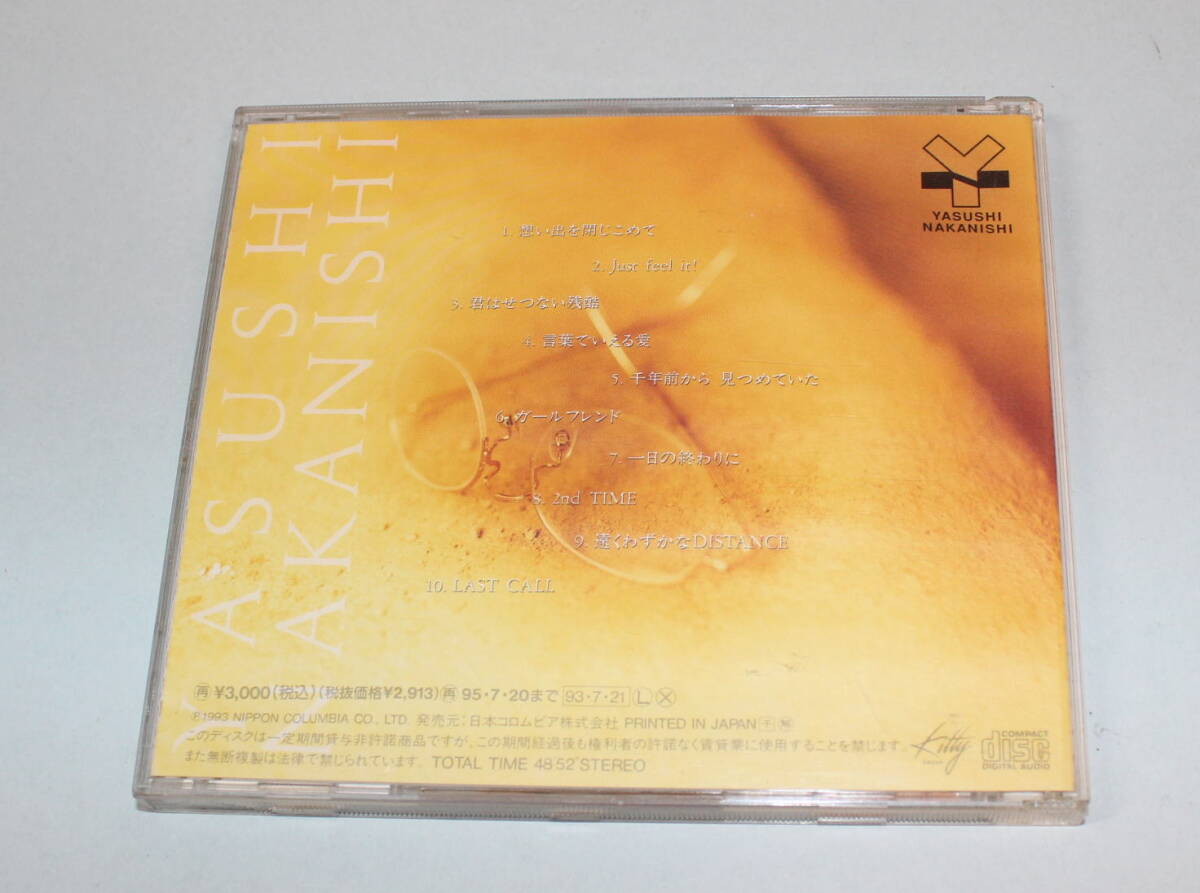 YASUSHI
NAKANISHI
YASUSHI
NAKANISHI
1. 想い出を閉じこめて
2. Just feel it!
3. 君はせつない残酷
4. 言葉でいえる愛
5. 千年前から 見つめていた
6. ガールフレンド
7. 一日の終わりに
8. 2nd TIME
9. 遠くわずかなDISTANCE
10. LAST CALL
再 ¥3,000(税込)(税抜価格¥2,913) 再 95・7・20まで 93・7・21 L X
Ⓟ1993 NIPPON COLUMBIA CO., LTD. 発売元:日本コロムビア株式会社 PRINTED IN JAPAN
このディスクは一定期間貸与非許諾商品ですが、この期間経過後も権利者の許諾なく賃貸業に使用することを禁じます。
また無断複製は法律で禁じられています。 TOTAL TIME 48'52" STEREO
Kitty
COMPACT
disc
DIGITAL AUDIO